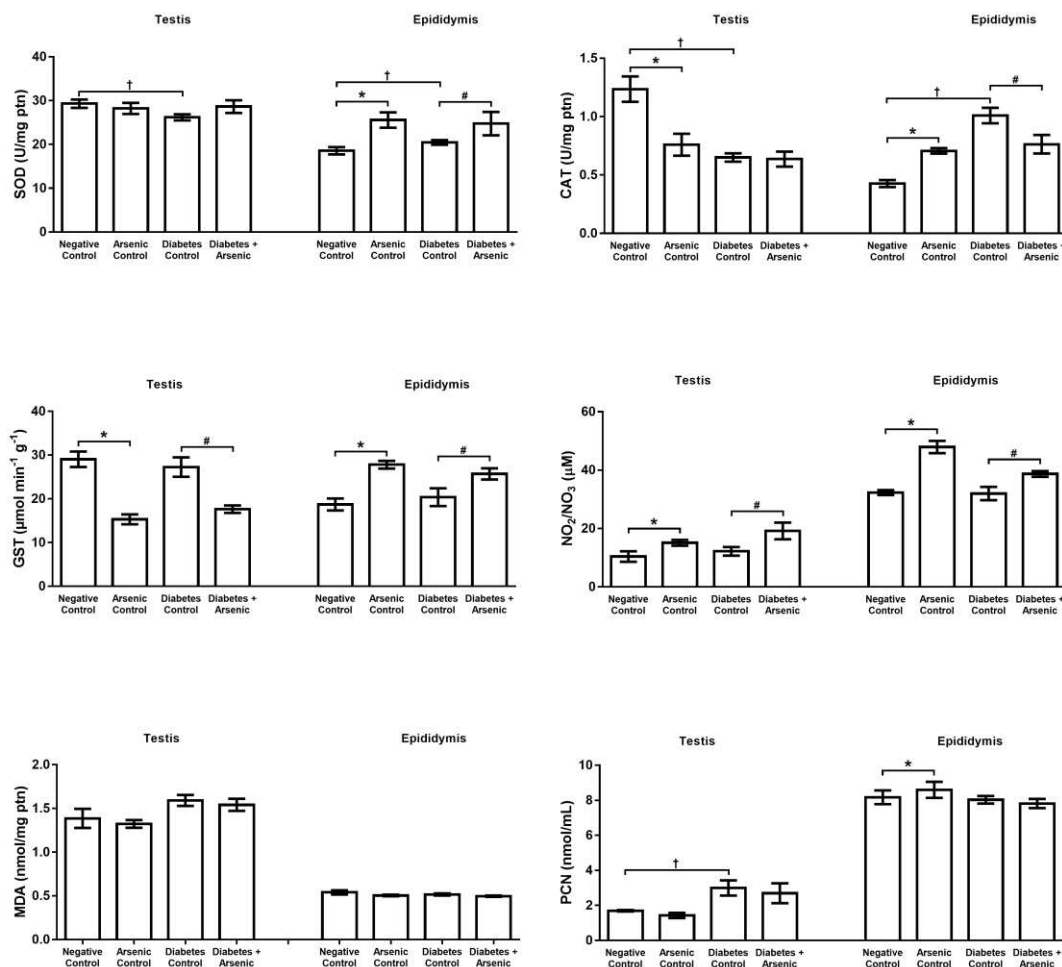 Testis Epididymis
SOD (U/mg ptn)
40
30
20
10
0
† † * #
Negative Control Arsenic Control Diabetes Control Diabetes + Arsenic Negative Control Arsenic Control Diabetes Control Diabetes + Arsenic
Testis Epididymis
CAT (U/mg ptn)
1.5
1.0
0.5
0.0
† * † * #
Negative Control Arsenic Control Diabetes Control Diabetes + Arsenic Negative Control Arsenic Control Diabetes Control Diabetes + Arsenic
Testis Epididymis
GST (µmol min⁻¹ g⁻¹)
40
30
20
10
0
* # * #
Negative Control Arsenic Control Diabetes Control Diabetes + Arsenic Negative Control Arsenic Control Diabetes Control Diabetes + Arsenic
Testis Epididymis
NO₂/NO₃ (µM)
60
40
20
0
* # * #
Negative Control Arsenic Control Diabetes Control Diabetes + Arsenic Negative Control Arsenic Control Diabetes Control Diabetes + Arsenic
Testis Epididymis
MDA (nmol/mg ptn)
2.0
1.5
1.0
0.5
0.0
Negative Control Arsenic Control Diabetes Control Diabetes + Arsenic Negative Control Arsenic Control Diabetes Control Diabetes + Arsenic
Testis Epididymis
PCN (nmol/mL)
10
8
6
4
2
0
† *
Negative Control Arsenic Control Diabetes Control Diabetes + Arsenic Negative Control Arsenic Control Diabetes Control Diabetes + Arsenic